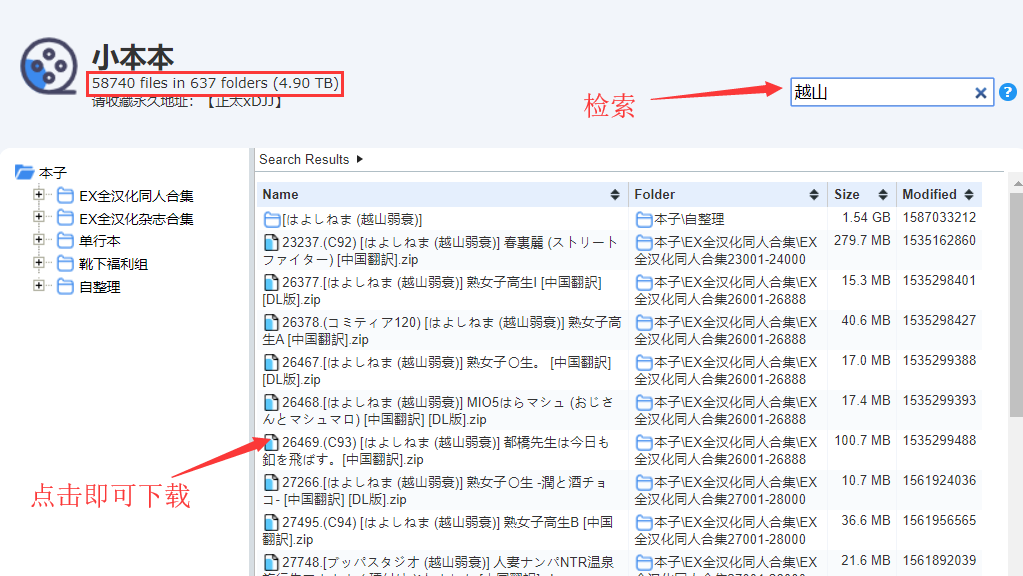 小本本
58740 files in 637 folders (4.90 TB)
请收藏永久地址：【正太xDJJ】
检索
越山
?
本子
EX全汉化同人合集
EX全汉化杂志合集
单行本
靴下福利组
自整理
Search Results
Name Folder Size Modified
[はよしねま (越山弱衰)] 本子\自整理 1.54 GB 1587033212
23237.(C92) [はよしねま (越山弱衰)] 春裏麗 (ストリート 本子\EX全汉化同人合集\EX 279.7 MB 1535162860
ファイター) [中国翻訳].zip 全汉化同人合集23001-24000
26377.[はよしねま (越山弱衰)] 熟女子高生I [中国翻訳] 本子\EX全汉化同人合集\EX 15.3 MB 1535298401
[DL版].zip 全汉化同人合集26001-26888
26378.(コミティア120) [はよしねま (越山弱衰)] 熟女子高 本子\EX全汉化同人合集\EX 40.6 MB 1535298427
生A [中国翻訳].zip 全汉化同人合集26001-26888
26467.[はよしねま (越山弱衰)] 熟女子〇生。 [中国翻訳] 本子\EX全汉化同人合集\EX 17.0 MB 1535299388
[DL版].zip 全汉化同人合集26001-26888
26468.[はよしねま (越山弱衰)] MIO5はらマシュ (おじさ 本子\EX全汉化同人合集\EX 17.4 MB 1535299393
んとマシュマロ) [中国翻訳] [DL版].zip 全汉化同人合集26001-26888
26469.(C93) [はよしねま (越山弱衰)] 都橋先生は今日も 本子\EX全汉化同人合集\EX 100.7 MB 1535299488
釦を飛ばす。[中国翻訳].zip 全汉化同人合集26001-26888
点击即可下载
27266.[はよしねま (越山弱衰)] 熟女子〇生 -潤と酒チョ 本子\EX全汉化同人合集\EX 10.7 MB 1561924036
コ- [中国翻訳] [DL版].zip 全汉化同人合集27001-28000
27495.(C94) [はよしねま (越山弱衰)] 熟女子高生B [中国 本子\EX全汉化同人合集\EX 36.6 MB 1561956565
翻訳].zip 全汉化同人合集27001-28000
27748.[プッパスタジオ (越山弱衰)] 人妻ナンパNTR温泉 本子\EX全汉化同人合集\EX 21.6 MB 1561892039